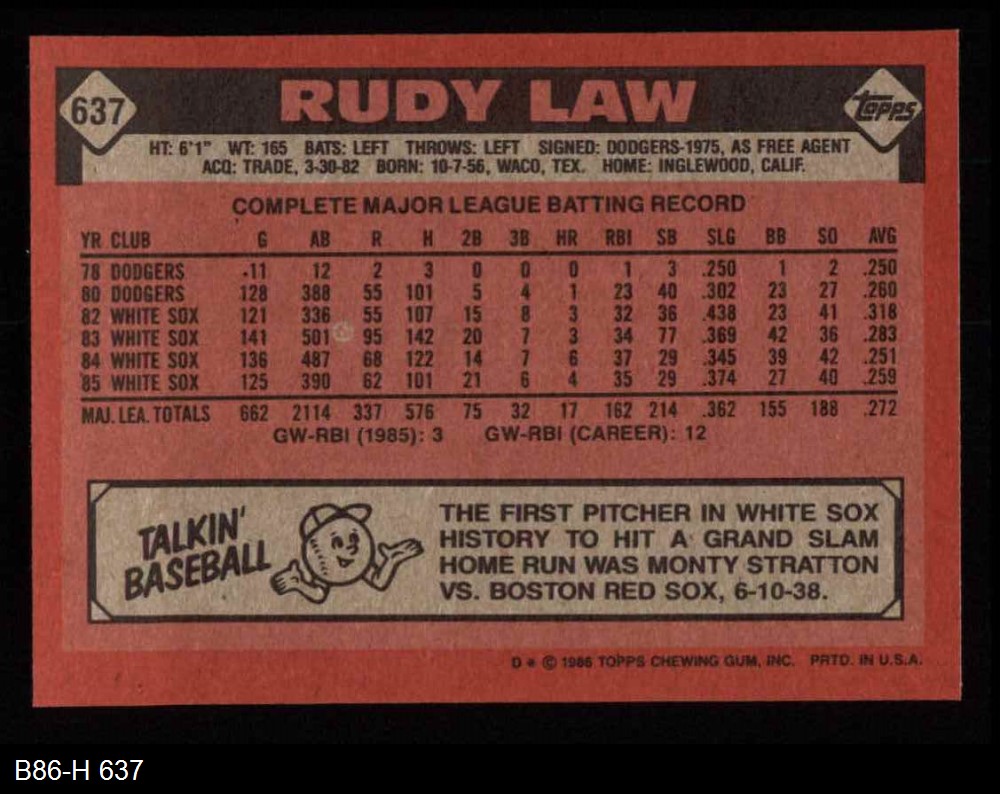 637
RUDY LAW
TOPPS
HT: 6'1" WT: 165 BATS: LEFT THROWS: LEFT SIGNED: DODGERS-1975, AS FREE AGENT
ACQ: TRADE, 3-30-82 BORN: 10-7-56, WACO, TEX. HOME: INGLEWOOD, CALIF.
COMPLETE MAJOR LEAGUE BATTING RECORD
YR CLUB G AB R H 2B 3B HR RBI SB SLG BB SO AVG
78 DODGERS 11 12 2 3 0 0 0 1 3 .250 1 2 .250
80 DODGERS 128 388 55 101 5 4 1 23 40 .302 23 27 .260
82 WHITE SOX 121 336 55 107 15 8 3 32 36 .438 23 41 .318
83 WHITE SOX 141 501 95 142 20 7 3 34 77 .369 42 36 .283
84 WHITE SOX 136 487 68 122 14 7 6 37 29 .345 39 42 .251
85 WHITE SOX 125 390 62 101 21 6 4 35 29 .374 27 40 .259
MAJ. LEA. TOTALS 662 2114 337 576 75 32 17 162 214 .362 155 188 .272
GW-RBI (1985): 3 GW-RBI (CAREER): 12
TALKIN'
BASEBALL
THE FIRST PITCHER IN WHITE SOX
HISTORY TO HIT A GRAND SLAM
HOME RUN WAS MONTY STRATTON
VS. BOSTON RED SOX, 6-10-38.
D * © 1986 TOPPS CHEWING GUM, INC. PRTD. IN U.S.A.
B86-H 637